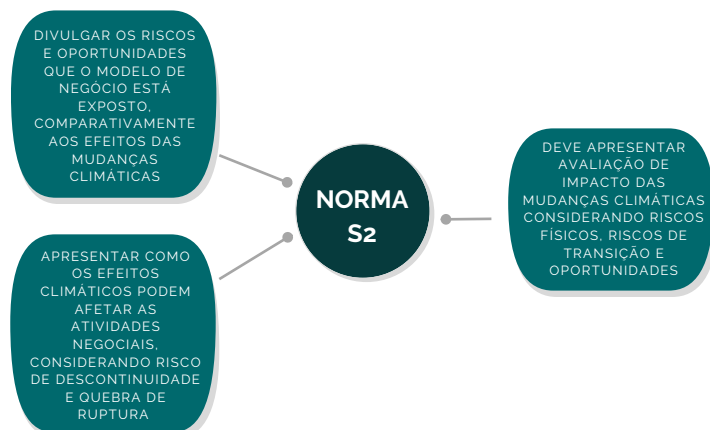 DIVULGAR OS RISCOS
E OPORTUNIDADES
QUE O MODELO DE
NEGÓCIO ESTÁ
EXPOSTO,
COMPARATIVAMENTE
AOS EFEITOS DAS
MUDANÇAS
CLIMÁTICAS
APRESENTAR COMO
OS EFEITOS
CLIMÁTICOS PODEM
AFETAR AS
ATIVIDADES
NEGOCIAIS,
CONSIDERANDO RISCO
DE DESCONTINUIDADE
E QUEBRA DE
RUPTURA
NORMA
S2
DEVE APRESENTAR
AVALIAÇÃO DE
IMPACTO DAS
MUDANÇAS CLIMÁTICAS
CONSIDERANDO RISCOS
FÍSICOS, RISCOS DE
TRANSIÇÃO E
OPORTUNIDADES